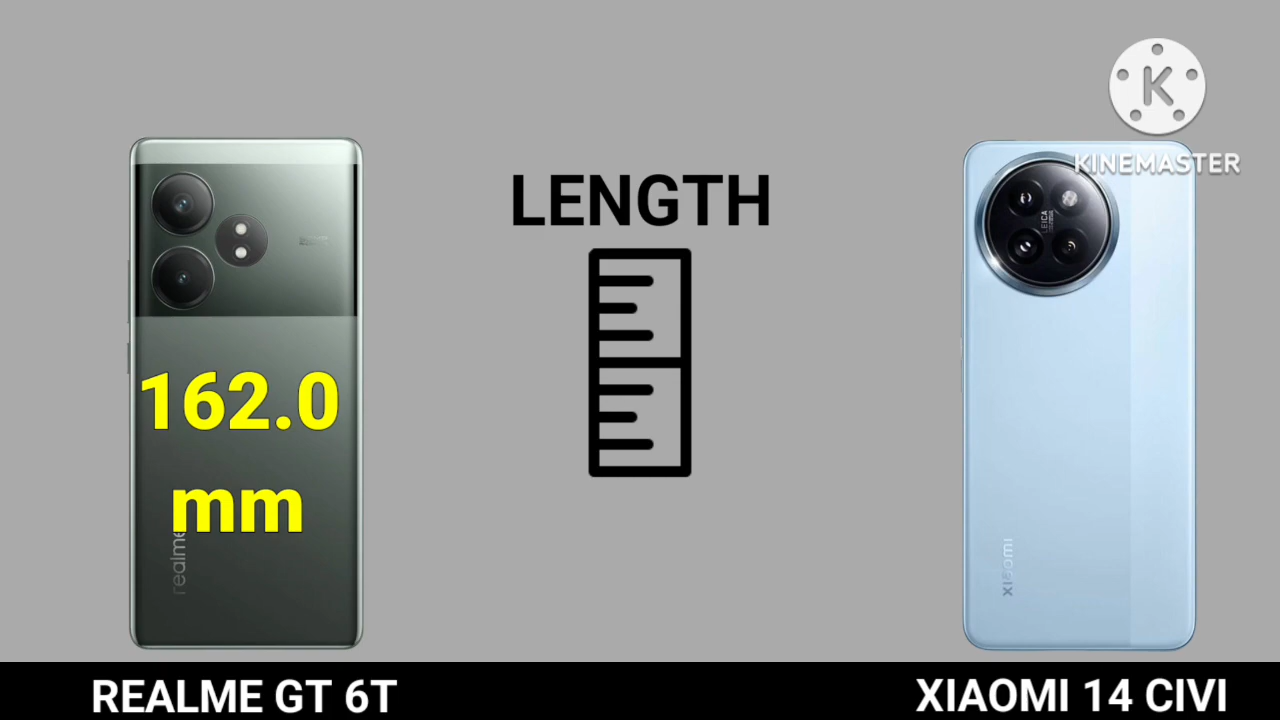 KINEMASTER
LENGTH
LEICA
162.0
mm
realme
xiaomi
REALME GT 6T
XIAOMI 14 CIVI